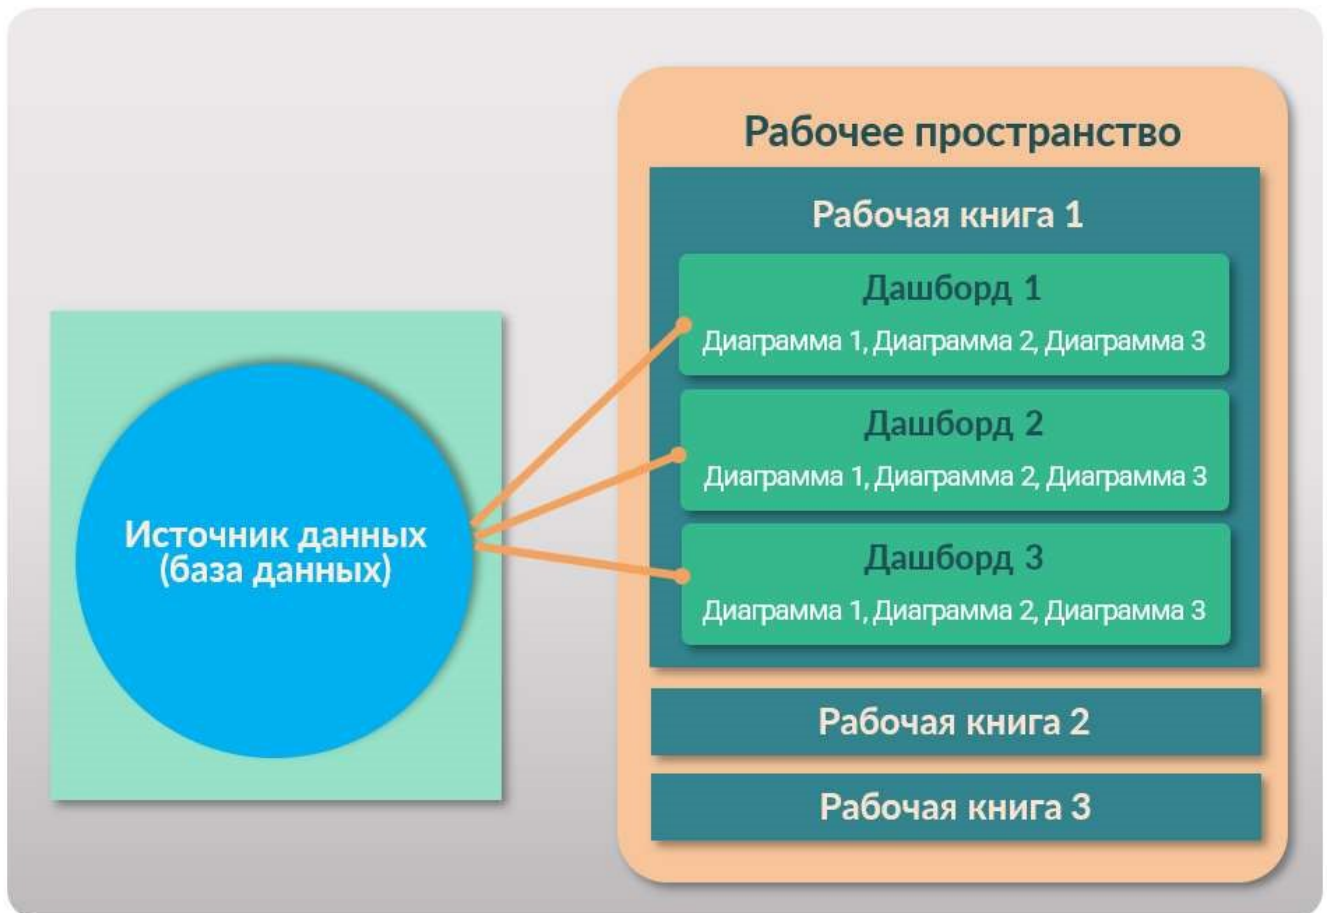 Рабочее пространство
Рабочая книга 1
Дашборд 1
Диаграмма 1, Диаграмма 2, Диаграмма 3
Дашборд 2
Диаграмма 1, Диаграмма 2, Диаграмма 3
Дашборд 3
Диаграмма 1, Диаграмма 2, Диаграмма 3
Рабочая книга 2
Рабочая книга 3
Источник данных
(база данных)